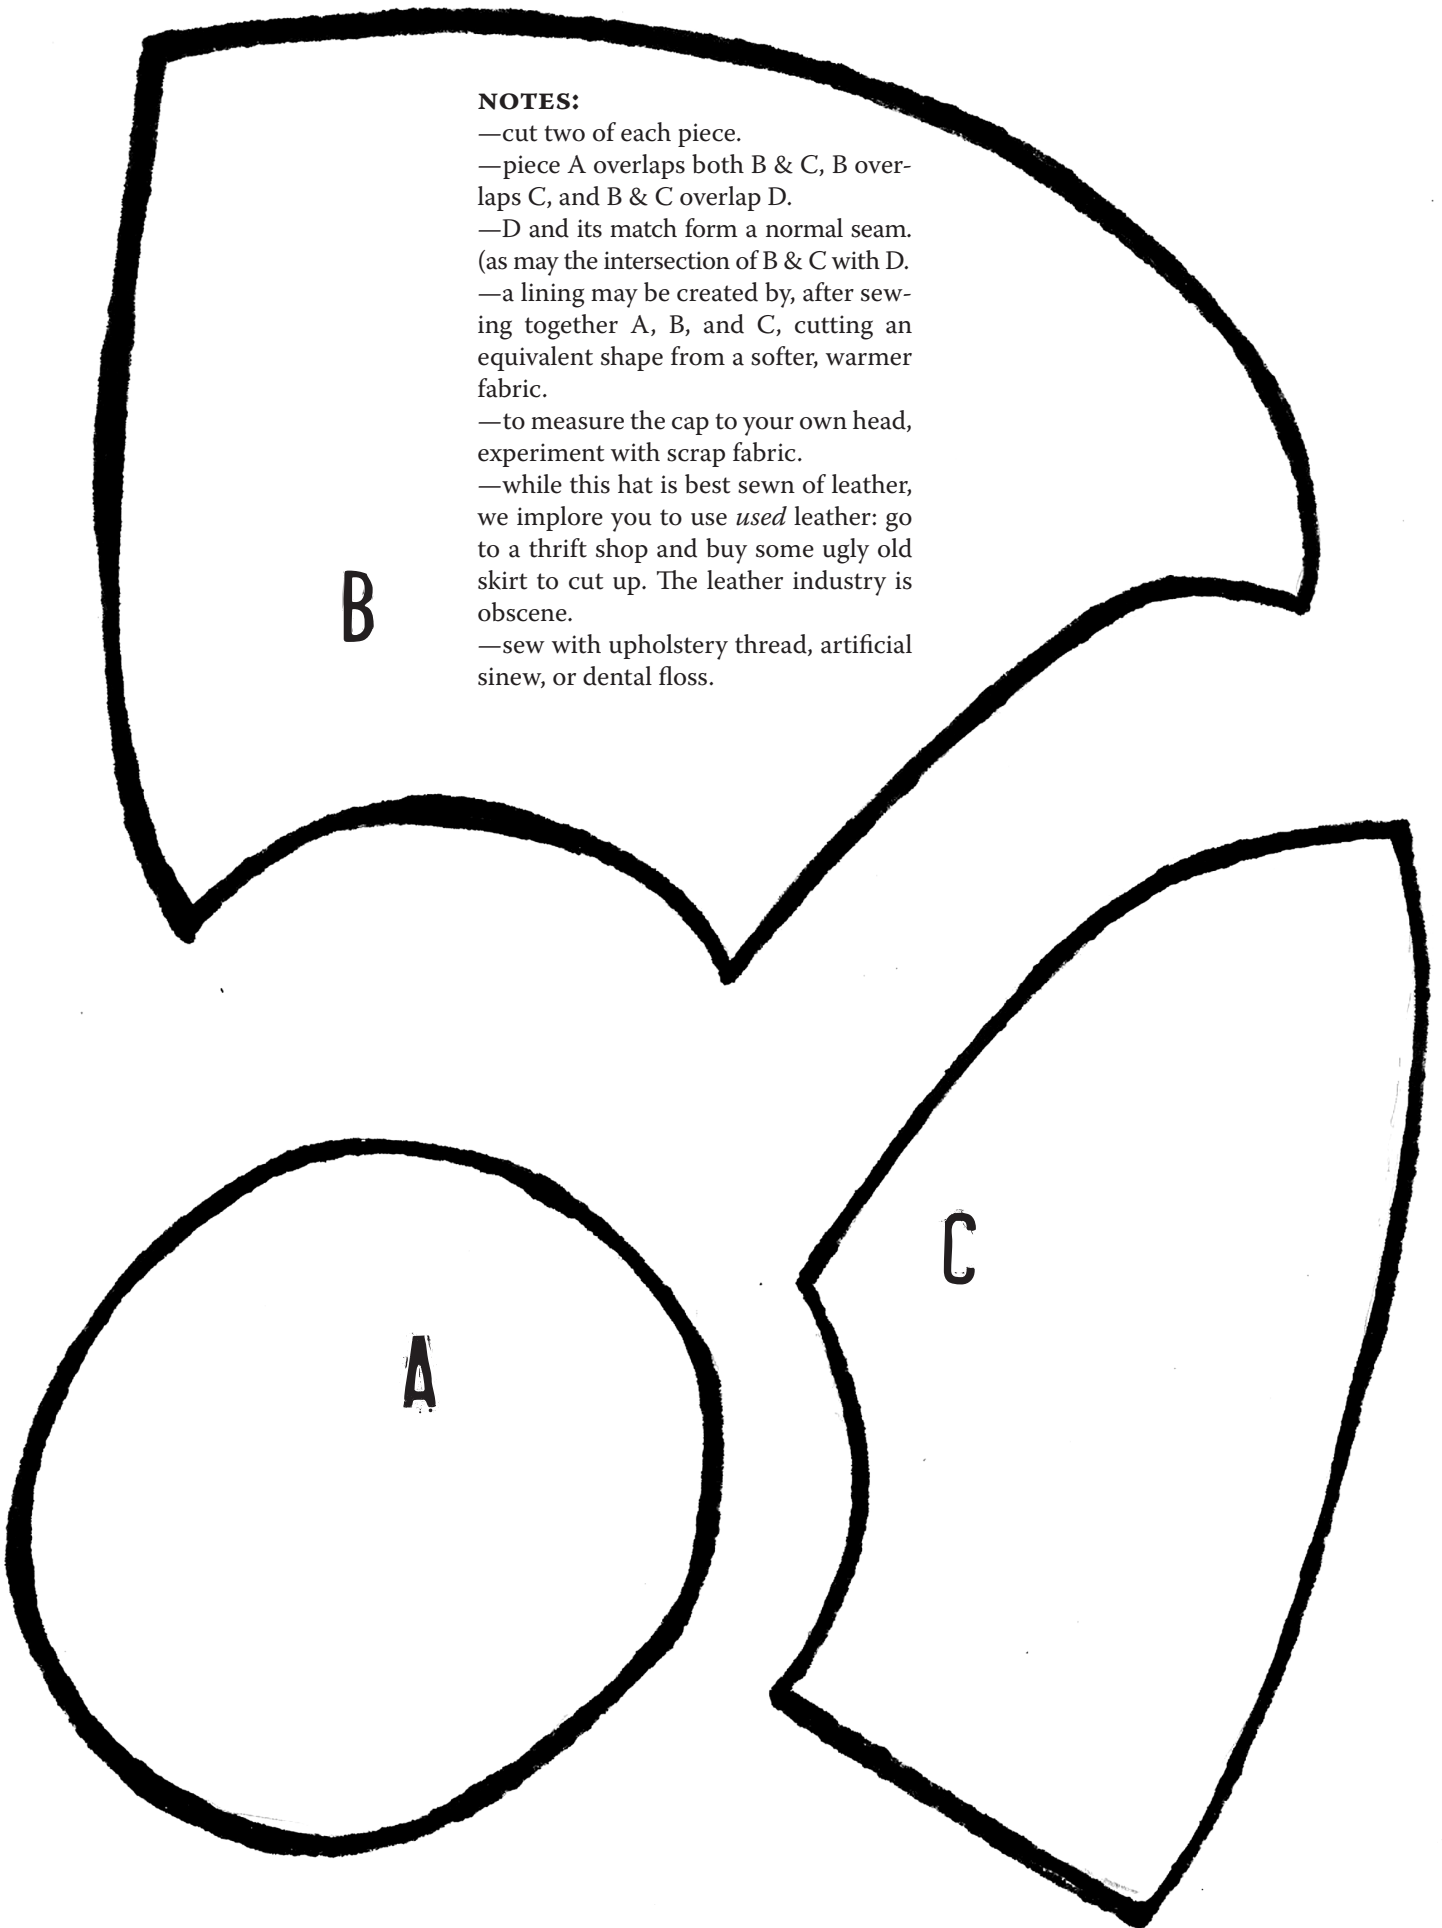 NOTES:
—cut two of each piece.
—piece A overlaps both B & C, B over-
laps C, and B & C overlap D.
—D and its match form a normal seam.
(as may the intersection of B & C with D.
—a lining may be created by, after sew-
ing together A, B, and C, cutting an
equivalent shape from a softer, warmer
fabric.
—to measure the cap to your own head,
experiment with scrap fabric.
—while this hat is best sewn of leather,
we implore you to use used leather: go
to a thrift shop and buy some ugly old
skirt to cut up. The leather industry is
obscene.
—sew with upholstery thread, artificial
sinew, or dental floss.
B
C
A